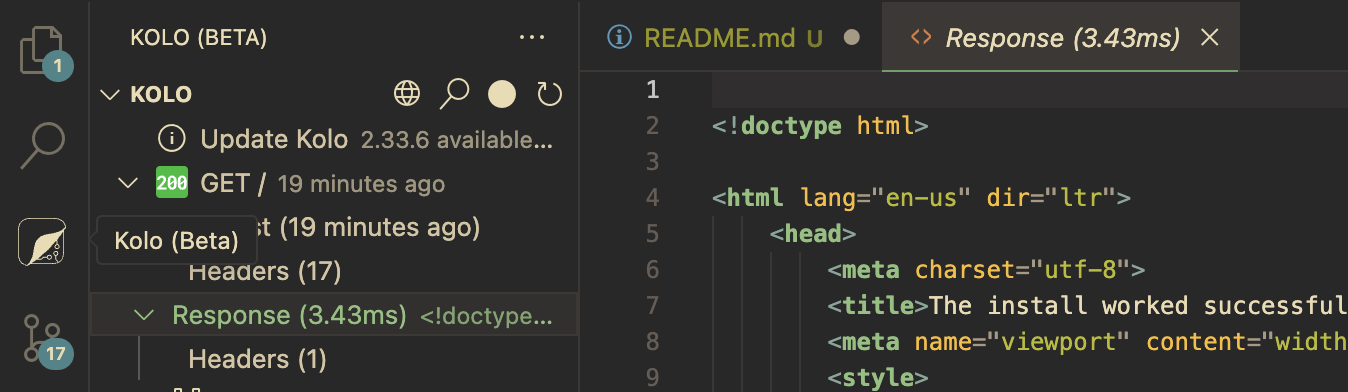 KOLO (BETA)
README.md U
Response (3.43ms)
KOLO
Update Kolo 2.33.6 available...
200 GET / 19 minutes ago
st (19 minutes ago)
Kolo (Beta)
Headers (17)
Response (3.43ms) <!doctype...
Headers (1)
1
17
1
2 <!doctype html>
3
4 <html lang="en-us" dir="ltr">
5 <head>
6 <meta charset="utf-8">
7 <title>The install worked successful
8 <meta name="viewport" content="width
9 <style>